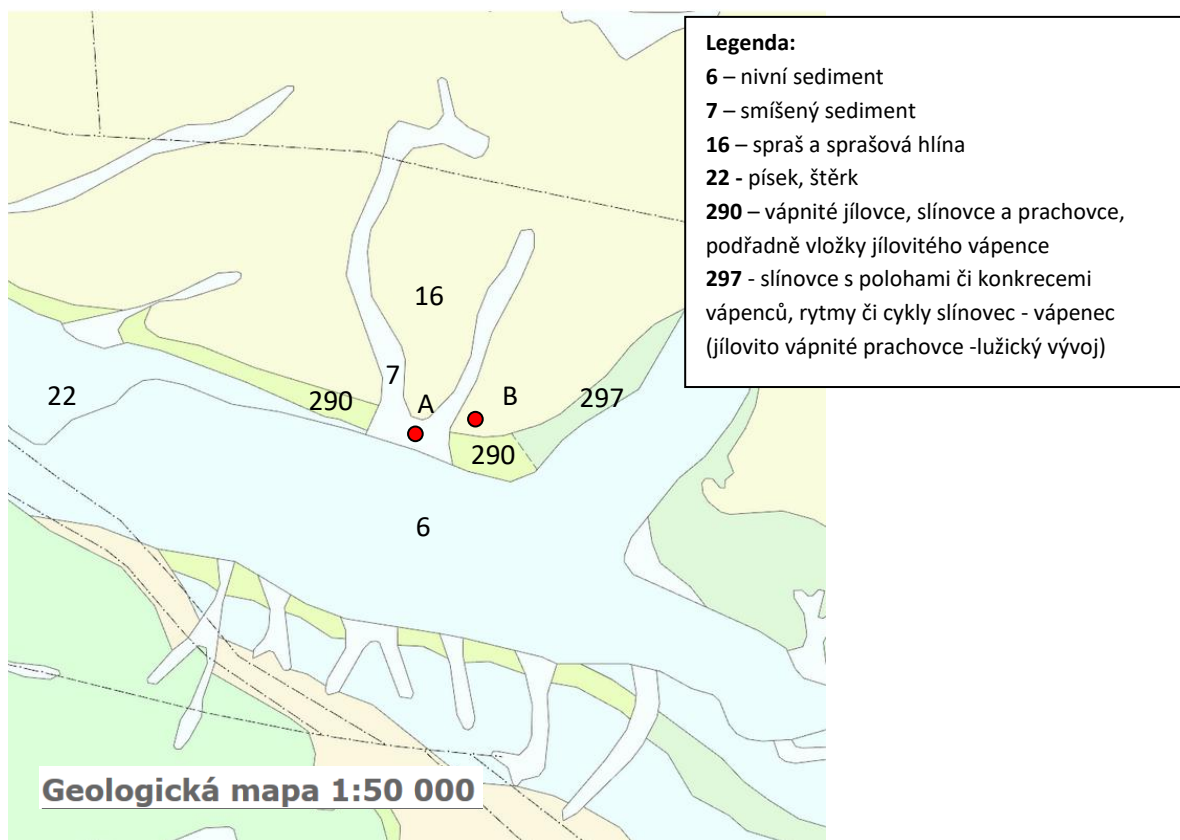 Legenda:
6 – nivní sediment
7 – smíšený sediment
16 – spraš a sprašová hlína
22 - písek, štěrk
290 – vápnité jílovce, slínovce a prachovce,
podřadně vložky jílovitého vápence
297 - slínovce s polohami či konkrecemi
vápenců, rytmy či cykly slínovec - vápenec
(jílovito vápnité prachovce -lužický vývoj)
16
7
22
290
A
B
297
290
6
Geologická mapa 1:50 000